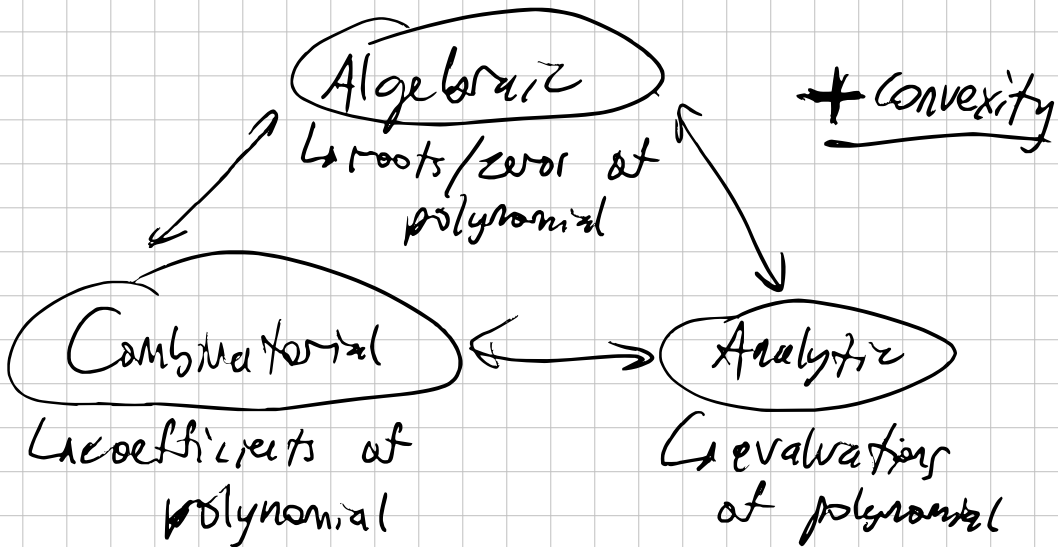 Algebraic
+ convexity
↳ roots/zeros of
polynomial
Combinatorial
Analytic
↳ coefficients of
polynomial
↳ evaluations
of polynomial